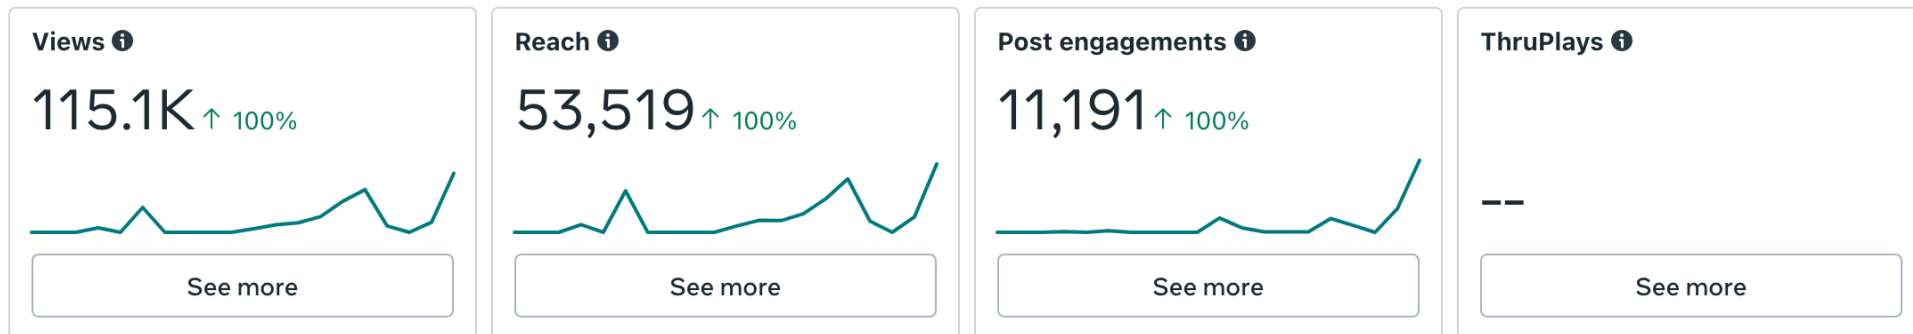 Views
115.1K ↑ 100%
See more
Reach
53,519 ↑ 100%
See more
Post engagements
11,191 ↑ 100%
See more
ThruPlays
--
See more